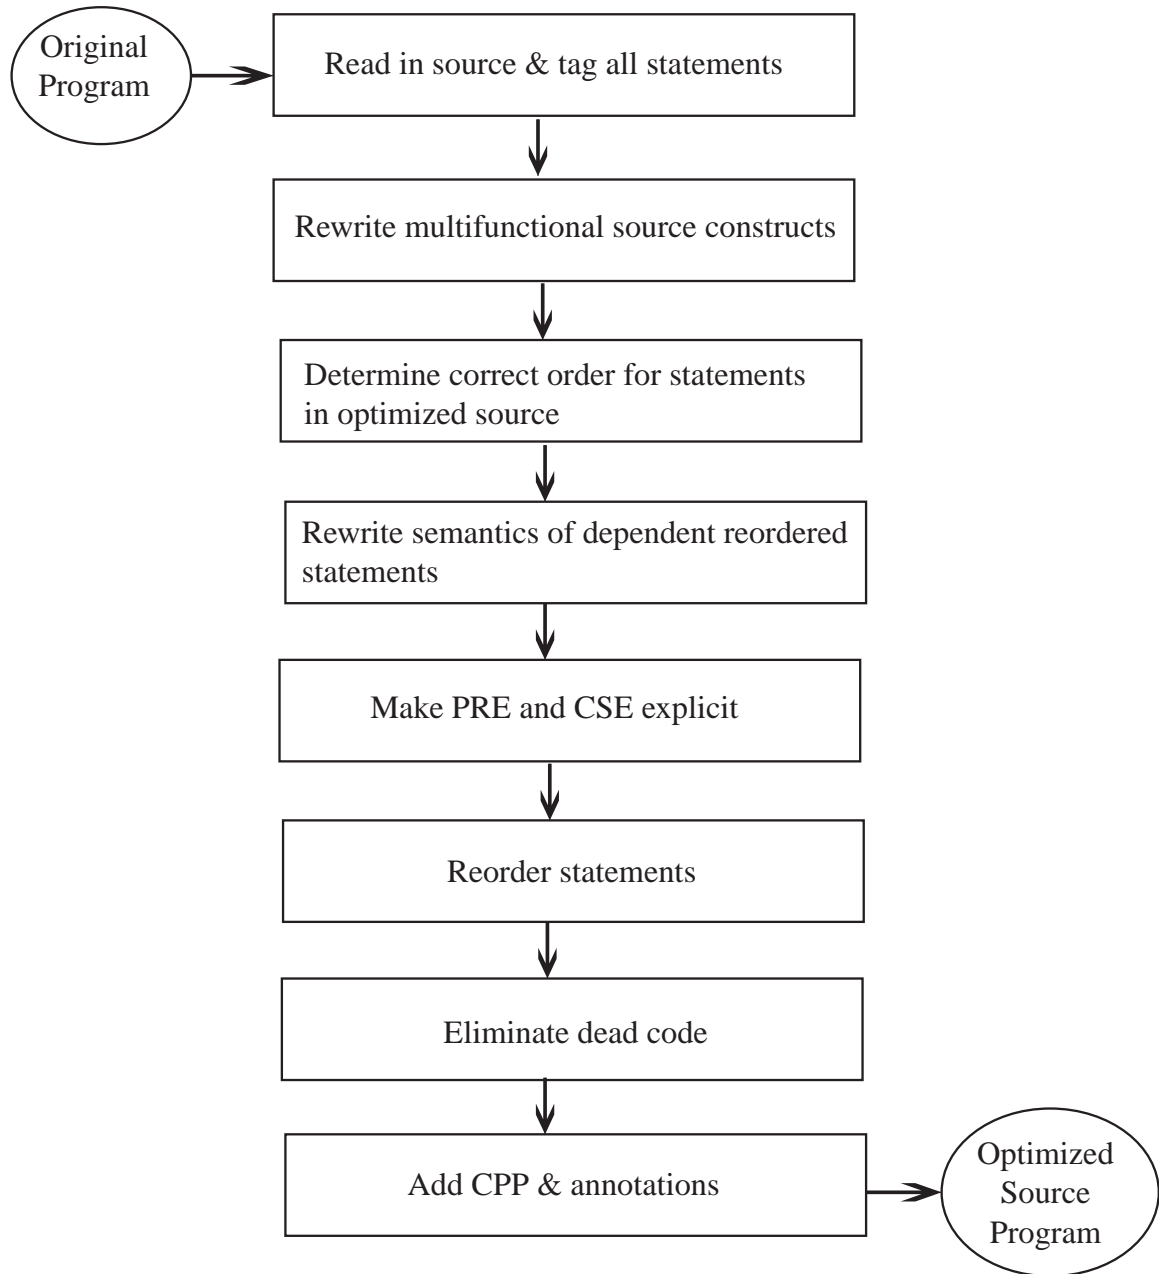 Original
Program
Read in source & tag all statements
Rewrite multifunctional source constructs
Determine correct order for statements
in optimized source
Rewrite semantics of dependent reordered
statements
Make PRE and CSE explicit
Reorder statements
Eliminate dead code
Add CPP & annotations
Optimized
Source
Program